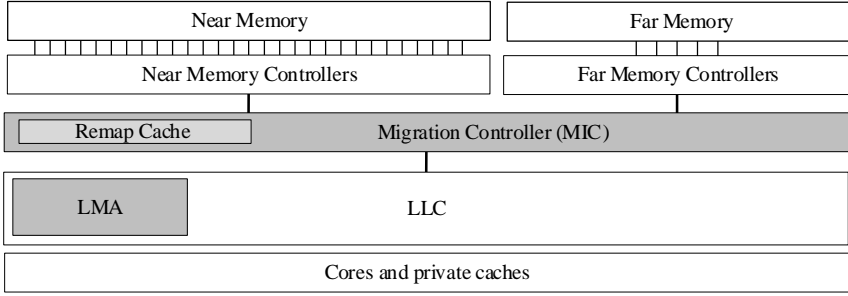 Near Memory
Far Memory
Near Memory Controllers
Far Memory Controllers
Remap Cache
Migration Controller (MIC)
LMA
LLC
Cores and private caches